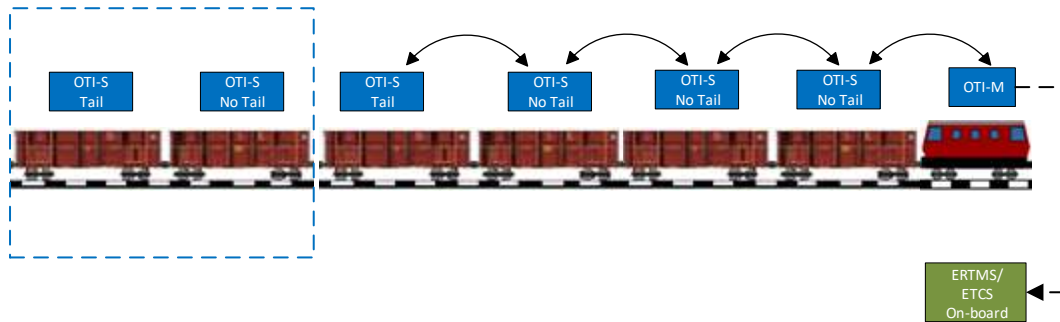 OTI-S
Tail
OTI-S
No Tail
OTI-S
Tail
OTI-S
No Tail
OTI-S
No Tail
OTI-S
No Tail
OTI-M
ERTMS/
ETCS
On-board